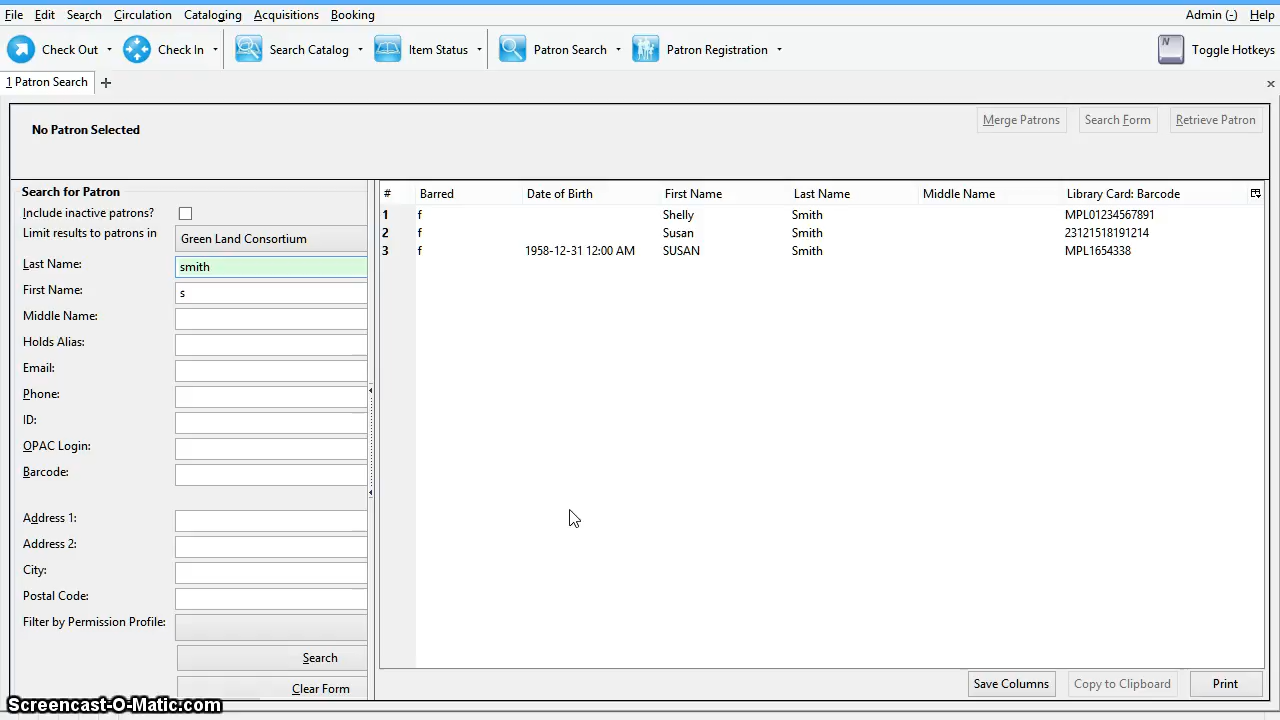 File Edit Search Circulation Cataloging Acquisitions Booking Admin (-) Help
Check Out Check In Search Catalog Item Status Patron Search Patron Registration N Toggle Hotkeys
1 Patron Search +
No Patron Selected Merge Patrons Search Form Retrieve Patron
Search for Patron
Include inactive patrons?
Limit results to patrons in Green Land Consortium
Last Name: smith
First Name: s
Middle Name:
Holds Alias:
Email:
Phone:
ID:
OPAC Login:
Barcode:
Address 1:
Address 2:
City:
Postal Code:
Filter by Permission Profile:
Search
Clear Form
# Barred Date of Birth First Name Last Name Middle Name Library Card: Barcode
1 f Shelly Smith MPL01234567891
2 f Susan Smith 23121518191214
3 f 1958-12-31 12:00 AM SUSAN Smith MPL1654338
Save Columns Copy to Clipboard Print
Screencast-O-Matic.com